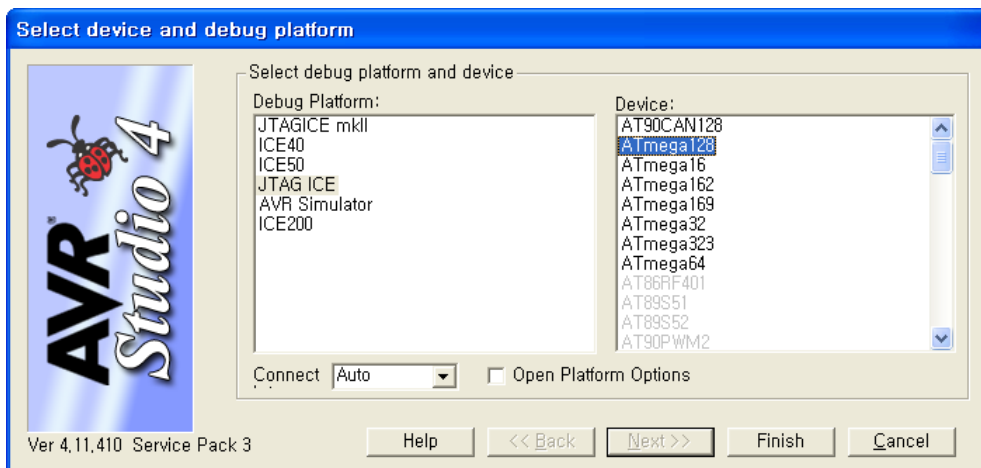 Select device and debug platform
Select debug platform and device
Debug Platform:
JTAGICE mkII
ICE40
ICE50
JTAG ICE
AVR Simulator
ICE200
Device:
AT90CAN128
ATmega128
ATmega16
ATmega162
ATmega169
ATmega32
ATmega323
ATmega64
AT86RF401
AT89S51
AT89S52
AT90PWM2
AVR
Studio 4
Connect
Auto
Open Platform Options
Ver 4,11,410 Service Pack 3
Help
<< Back
Next >>
Finish
Cancel